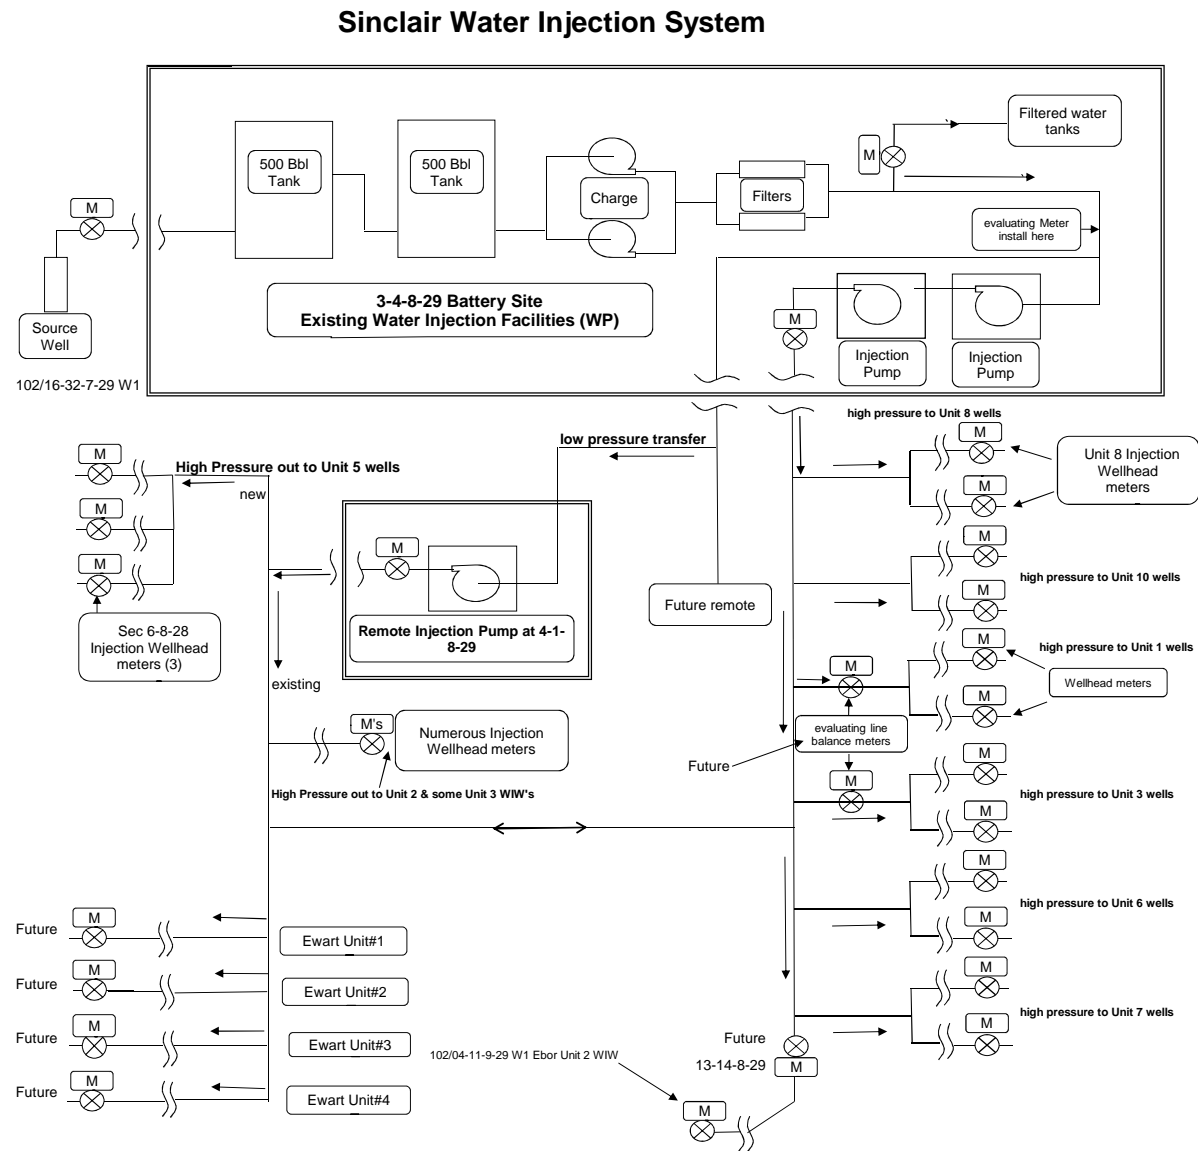 Sinclair Water Injection System
Filtered water
tanks
M
500 Bbl
Tank
500 Bbl
Tank
Charge
Filters
M
evaluating Meter
install here
3-4-8-29 Battery Site
Existing Water Injection Facilities (WP)
M
Source
Well
102/16-32-7-29 W1
Injection
Pump
Injection
Pump
high pressure to Unit 8 wells
M
Unit 8 Injection
Wellhead
meters
M
low pressure transfer
M
High Pressure out to Unit 5 wells
new
M
M
Sec 6-8-28
Injection Wellhead
meters (3)
M
Remote Injection Pump at 4-1-
8-29
Future remote
M
high pressure to Unit 10 wells
M
M
high pressure to Unit 1 wells
M
Wellhead meters
M
existing
evaluating line
balance meters
Future
M
M's
Numerous Injection
Wellhead meters
High Pressure out to Unit 2 & some Unit 3 WIW's
M
high pressure to Unit 3 wells
M
M
high pressure to Unit 6 wells
M
M
high pressure to Unit 7 wells
M
Future
M
Ewart Unit#1
Future
M
Ewart Unit#2
Future
M
Ewart Unit#3
Future
M
Ewart Unit#4
Future
13-14-8-29
M
102/04-11-9-29 W1 Ebor Unit 2 WIW
M